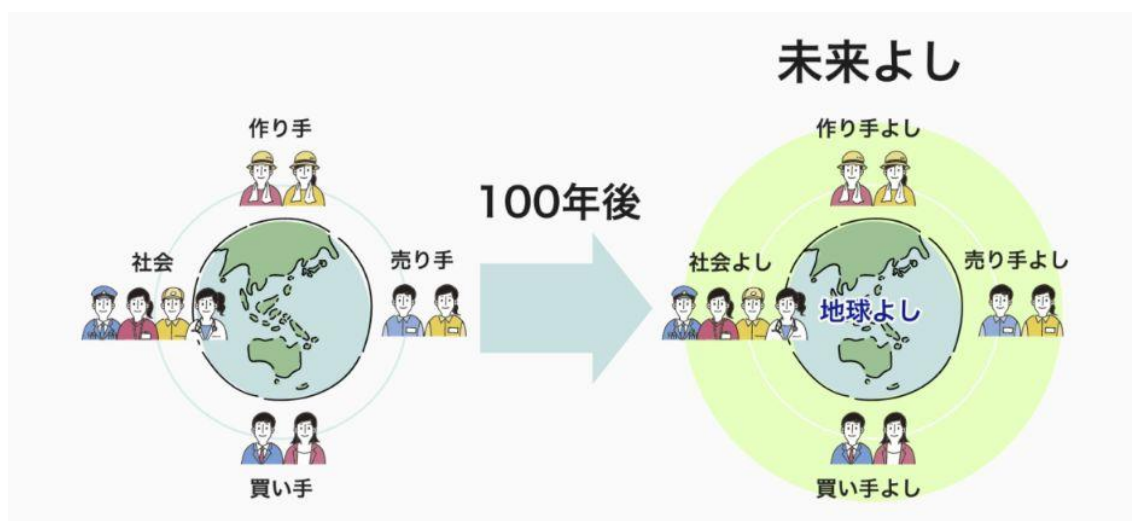 作り手
社会
売り手
買い手
100年後
未来よし
作り手よし
社会よし
地球よし
売り手よし
買い手よし